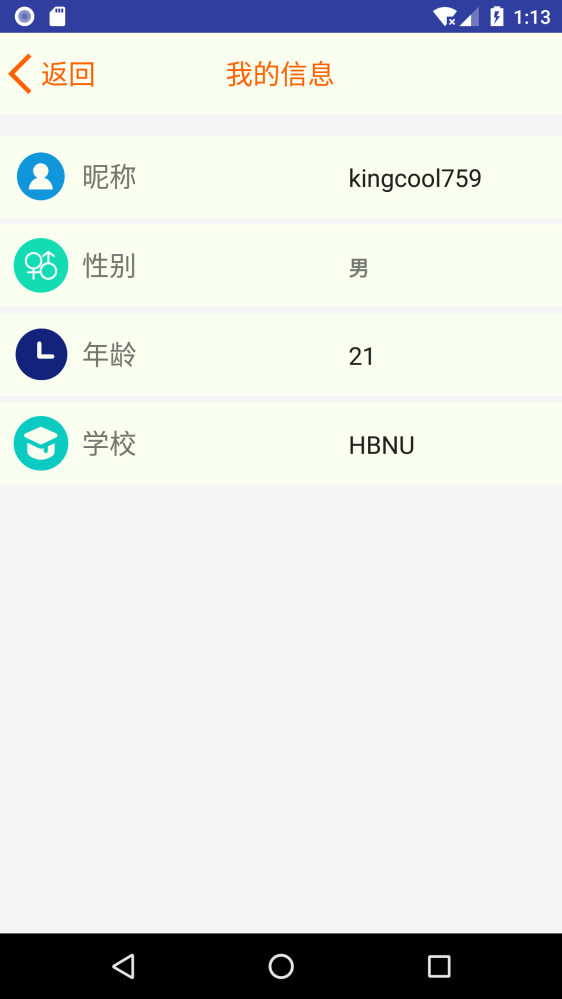 1:13
返回 我的信息
昵称 kingcool759
性别 男
年龄 21
学校 HBNU